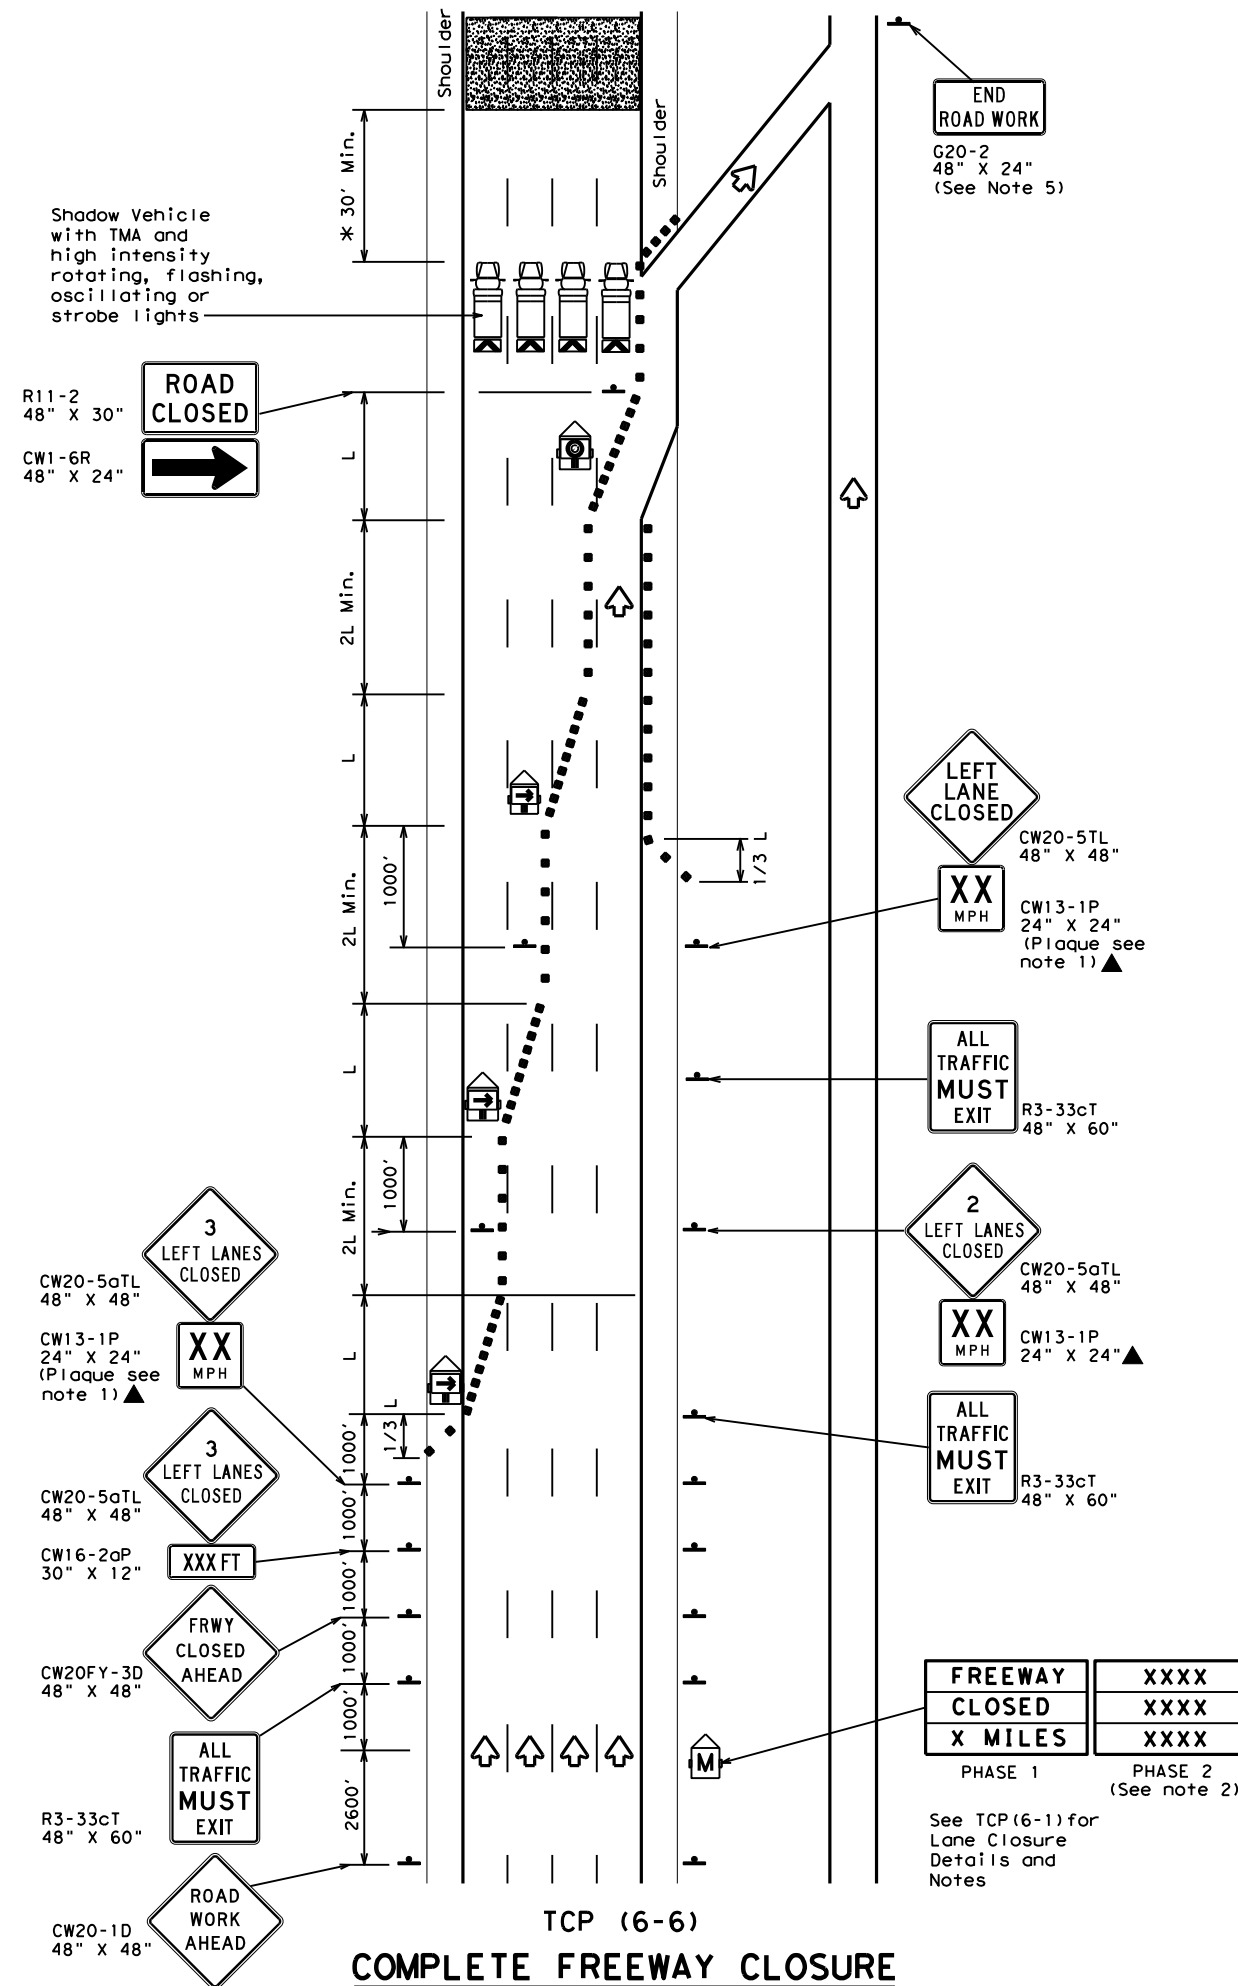 Shoulder
Shoulder
END
ROAD WORK
G20-2
48" X 24"
(See Note 5)
* 30' Min.
Shadow Vehicle
with TMA and
high intensity
rotating, flashing,
oscillating or
strobe lights
R11-2
48" X 30"
ROAD
CLOSED
CW1-6R
48" X 24"
L
2L Min.
L
2L Min.
1000'
1/3 L
LEFT
LANE
CLOSED
CW20-5TL
48" X 48"
XX
MPH
CW13-1P
24" X 24"
(Plaque see
note 1) ▲
L
ALL
TRAFFIC
MUST
EXIT
R3-33cT
48" X 60"
2L Min.
1000'
2
LEFT LANES
CLOSED
CW20-5aTL
48" X 48"
XX
MPH
CW13-1P
24" X 24" ▲
3
LEFT LANES
CLOSED
CW20-5aTL
48" X 48"
XX
MPH
CW13-1P
24" X 24"
(Plaque see
note 1) ▲
L
1/3 L
ALL
TRAFFIC
MUST
EXIT
R3-33cT
48" X 60"
1000'
3
LEFT LANES
CLOSED
CW20-5aTL
48" X 48"
CW16-2aP
30" X 12"
XXX FT
1000'
1000'
FRWY
CLOSED
AHEAD
CW20FY-3D
48" X 48"
1000'
1000'
ALL
TRAFFIC
MUST
EXIT
R3-33cT
48" X 60"
2600'
M
FREEWAY
CLOSED
X MILES
PHASE 1
XXXX
XXXX
XXXX
PHASE 2
(See note 2)
See TCP(6-1)for
Lane Closure
Details and
Notes
ROAD
WORK
AHEAD
CW20-1D
48" X 48"
TCP (6-6)
COMPLETE FREEWAY CLOSURE